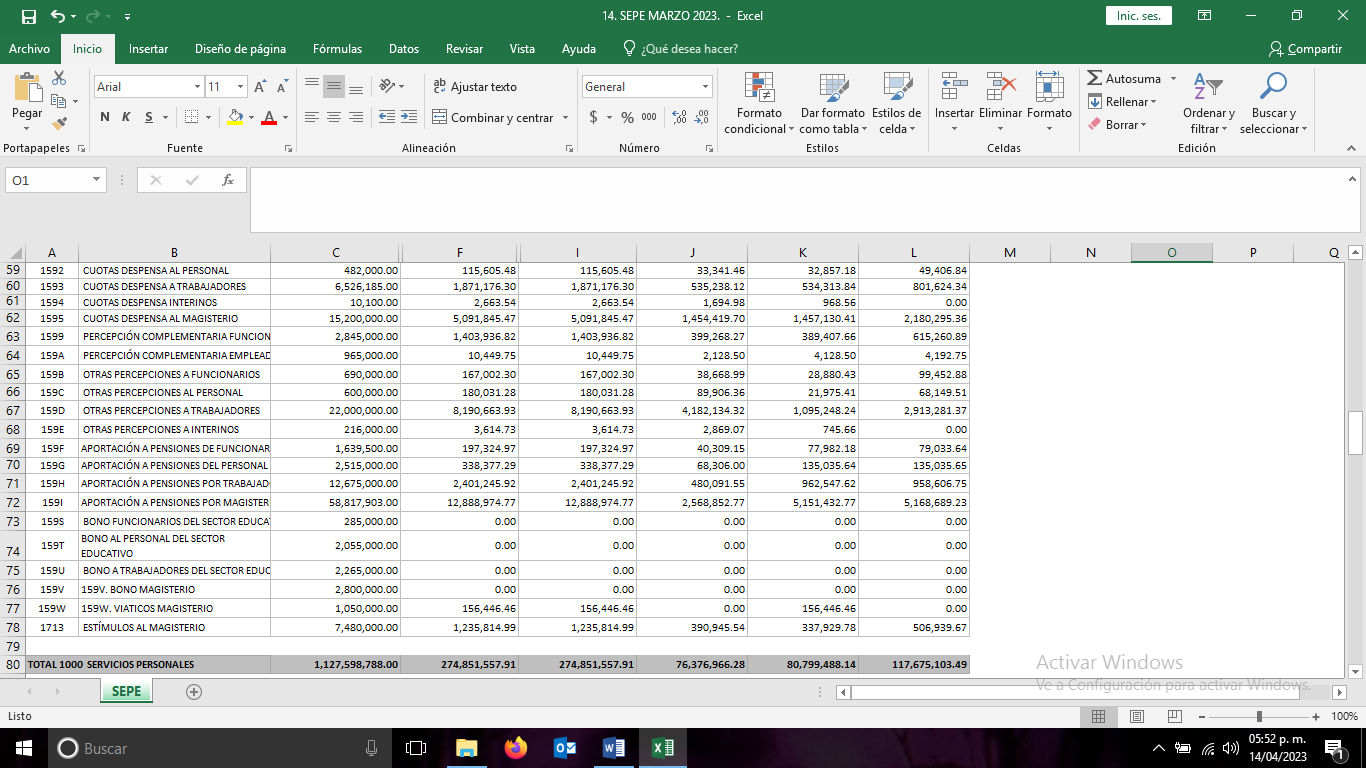 14. SEPE MARZO 2023. - Excel
Inic. ses.
Archivo Inicio Insertar Diseño de página Fórmulas Datos Revisar Vista Ayuda ¿Qué desea hacer? Compartir
Pegar
Arial 11
N K S
Ajustar texto
Combinar y centrar
General
$ % 000
Formato condicional
Dar formato como tabla
Estilos de celda
Insertar Eliminar Formato
Autosuma
Rellenar
Borrar
Ordenar y filtrar
Buscar y seleccionar
Portapapeles Fuente Alineación Número Estilos Celdas Edición
O1 fx
A B C F I J K L M N O P Q
59 1592 CUOTAS DESPENSA AL PERSONAL 482,000.00 115,605.48 115,605.48 33,341.46 32,857.18 49,406.84
60 1593 CUOTAS DESPENSA A TRABAJADORES 6,526,185.00 1,871,176.30 1,871,176.30 535,238.12 534,313.84 801,624.34
61 1594 CUOTAS DESPENSA INTERINOS 10,100.00 2,663.54 2,663.54 1,694.98 968.56 0.00
62 1595 CUOTAS DESPENSA AL MAGISTERIO 15,200,000.00 5,091,845.47 5,091,845.47 1,454,419.70 1,457,130.41 2,180,295.36
63 1599 PERCEPCIÓN COMPLEMENTARIA FUNCION 2,845,000.00 1,403,936.82 1,403,936.82 399,268.27 389,407.66 615,260.89
64 159A PERCEPCIÓN COMPLEMENTARIA EMPLEAD 965,000.00 10,449.75 10,449.75 2,128.50 4,128.50 4,192.75
65 159B OTRAS PERCEPCIONES A FUNCIONARIOS 690,000.00 167,002.30 167,002.30 38,668.99 28,880.43 99,452.88
66 159C OTRAS PERCEPCIONES AL PERSONAL 600,000.00 180,031.28 180,031.28 89,906.36 21,975.41 68,149.51
67 159D OTRAS PERCEPCIONES A TRABAJADORES 22,000,000.00 8,190,663.93 8,190,663.93 4,182,134.32 1,095,248.24 2,913,281.37
68 159E OTRAS PERCEPCIONES A INTERINOS 216,000.00 3,614.73 3,614.73 2,869.07 745.66 0.00
69 159F APORTACIÓN A PENSIONES DE FUNCIONAR 1,639,500.00 197,324.97 197,324.97 40,309.15 77,982.18 79,033.64
70 159G APORTACIÓN A PENSIONES DEL PERSONAL 2,515,000.00 338,377.29 338,377.29 68,306.00 135,035.64 135,035.65
71 159H APORTACIÓN A PENSIONES POR TRABAJAD 12,675,000.00 2,401,245.92 2,401,245.92 480,091.55 962,547.62 958,606.75
72 159I APORTACIÓN A PENSIONES POR MAGISTER 58,817,903.00 12,888,974.77 12,888,974.77 2,568,852.77 5,151,432.77 5,168,689.23
73 159S BONO FUNCIONARIOS DEL SECTOR EDUCA 285,000.00 0.00 0.00 0.00 0.00 0.00
74 159T BONO AL PERSONAL DEL SECTOR EDUCATIVO 2,055,000.00 0.00 0.00 0.00 0.00 0.00
75 159U BONO A TRABAJADORES DEL SECTOR EDUC 2,265,000.00 0.00 0.00 0.00 0.00 0.00
76 159V 159V. BONO MAGISTERIO 2,800,000.00 0.00 0.00 0.00 0.00 0.00
77 159W 159W. VIATICOS MAGISTERIO 1,050,000.00 156,446.46 156,446.46 0.00 156,446.46 0.00
78 1713 ESTÍMULOS AL MAGISTERIO 7,480,000.00 1,235,814.99 1,235,814.99 390,945.54 337,929.78 506,939.67
79
80 TOTAL 1000 SERVICIOS PERSONALES 1,127,598,788.00 274,851,557.91 274,851,557.91 76,376,966.28 80,799,488.14 117,675,103.49
Activar Windows
Ve a Configuración para activar Windows.
SEPE
Listo 100%
Buscar
05:52 p. m.
14/04/2023
1